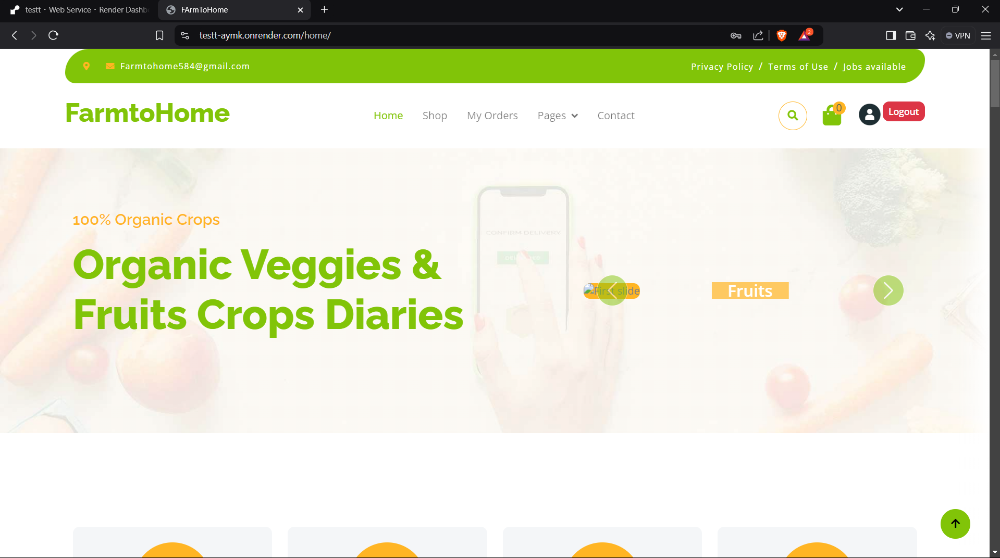 testt · Web Service · Render Dashb
FArmToHome
testt-aymk.onrender.com/home/
2
VPN
Farmtohome584@gmail.com
Privacy Policy / Terms of Use / Jobs available
FarmtoHome
Home
Shop
My Orders
Pages
Contact
0
Logout
100% Organic Crops
Organic Veggies &
Fruits Crops Diaries
CONFIRM DELIVERY
First slide
Fruits